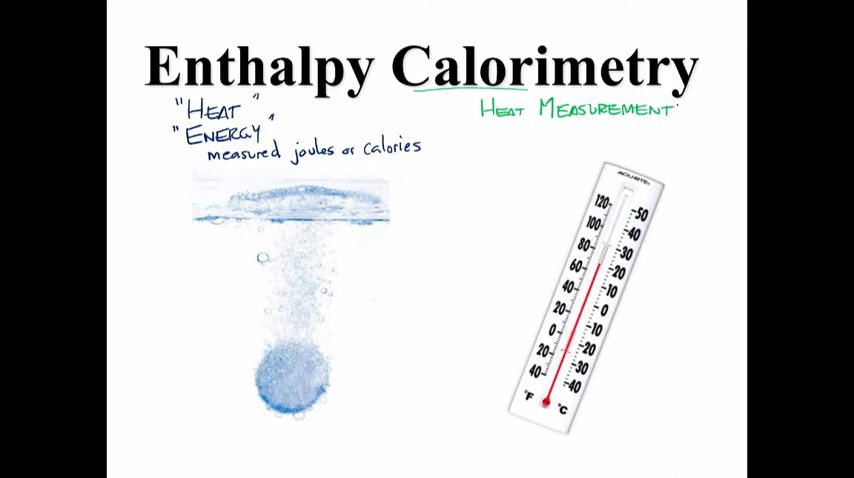 Enthalpy Calorimetry
"HEAT"
"ENERGY"
HEAT MEASUREMENT
measured joules or calories
ACURITE
120
100
80
60
40
20
0
20
40
50
40
30
20
10
0
10
20
30
40
°F °C